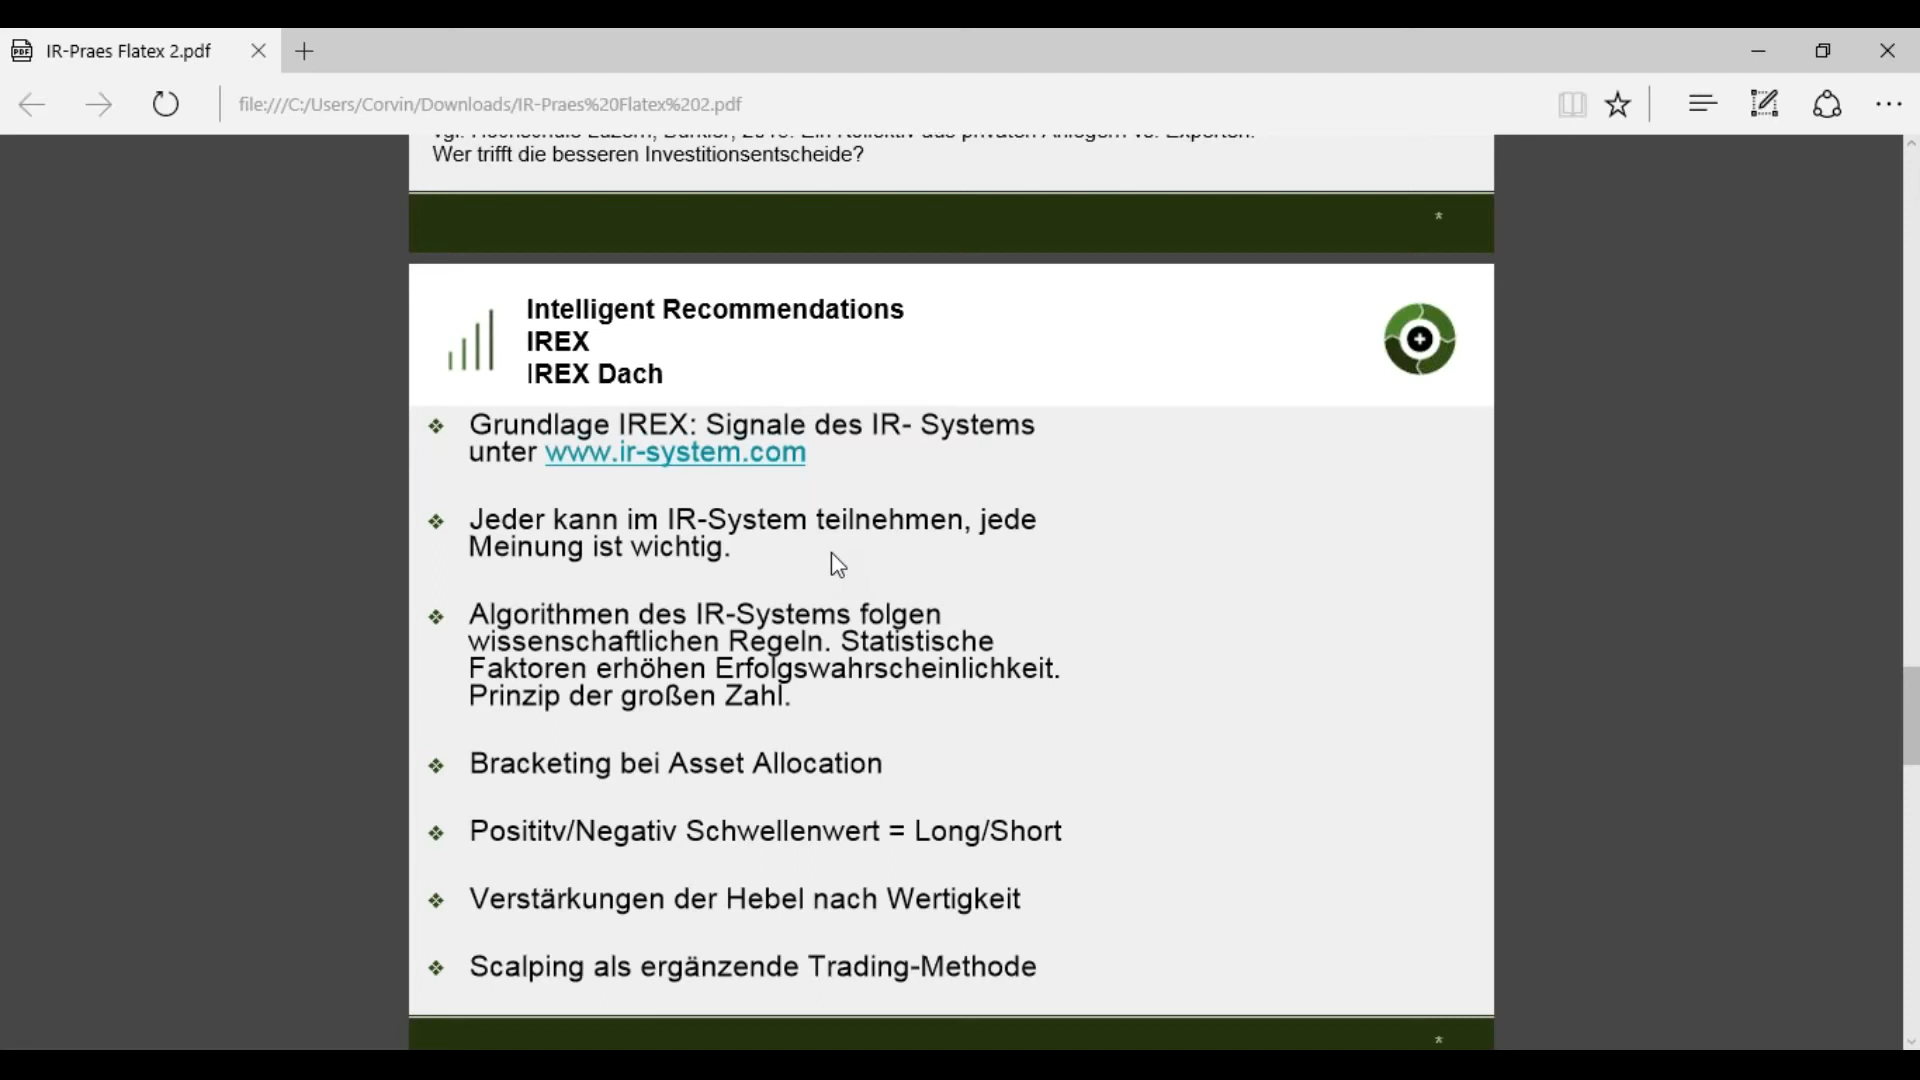 IR-Praes Flatex 2.pdf
file:///C:/Users/Corvin/Downloads/IR-Praes%20Flatex%202.pdf
Wer trifft die besseren Investitionsentscheide?
*
Intelligent Recommendations
IREX
IREX Dach
Grundlage IREX: Signale des IR- Systems
unter www.ir-system.com
Jeder kann im IR-System teilnehmen, jede
Meinung ist wichtig.
Algorithmen des IR-Systems folgen
wissenschaftlichen Regeln. Statistische
Faktoren erhöhen Erfolgswahrscheinlichkeit.
Prinzip der großen Zahl.
Bracketing bei Asset Allocation
Posititv/Negativ Schwellenwert = Long/Short
Verstärkungen der Hebel nach Wertigkeit
Scalping als ergänzende Trading-Methode
*